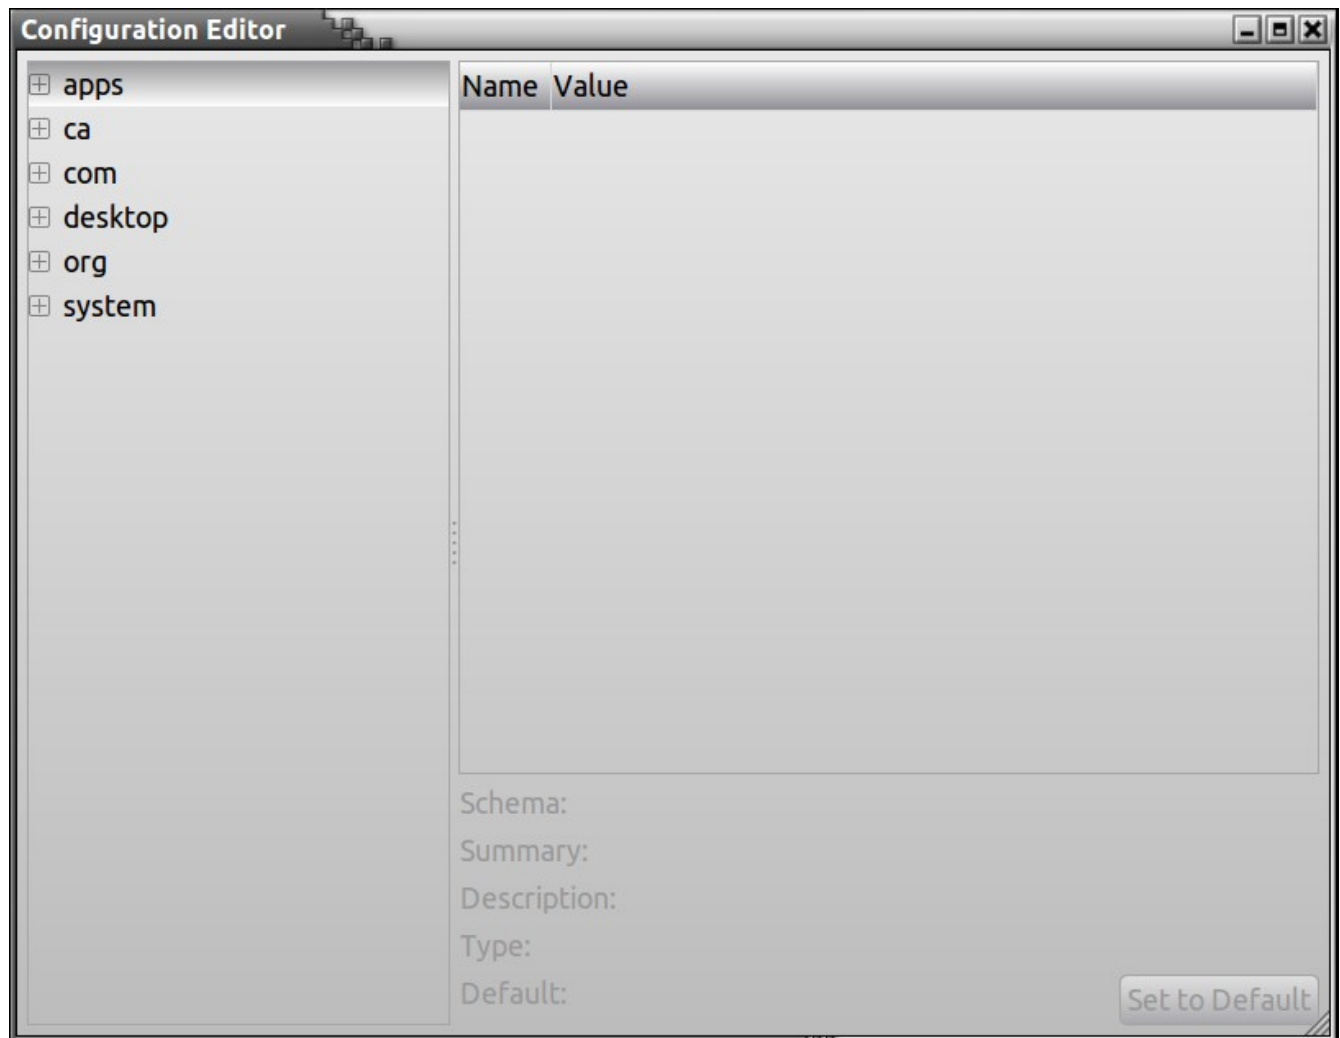 Configuration Editor
apps
ca
com
desktop
org
system
Name Value
Schema:
Summary:
Description:
Type:
Default:
Set to Default